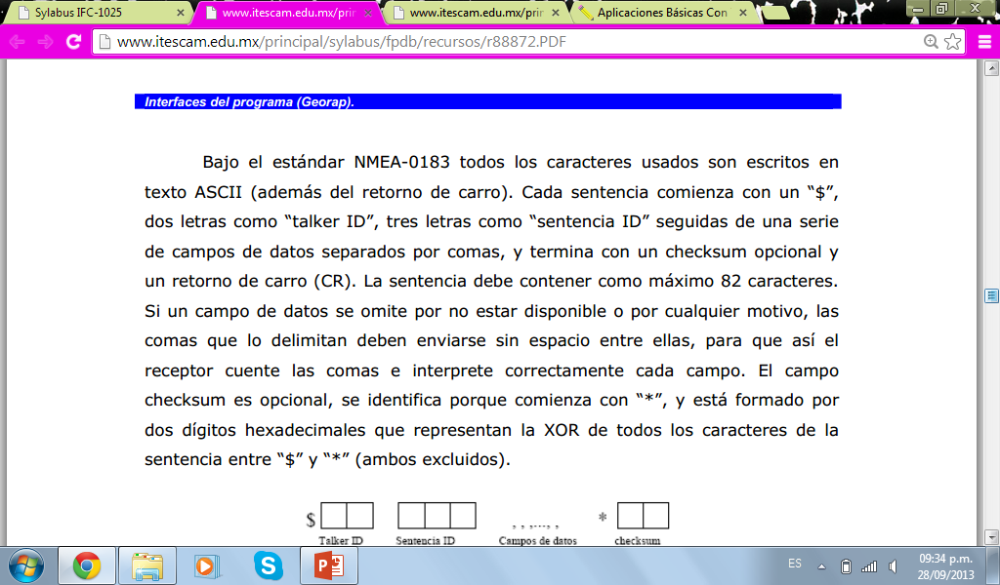 Sylabus IFC-1025
www.itescam.edu.mx/prin
www.itescam.edu.mx/prin
Aplicaciones Básicas Con
www.itescam.edu.mx/principal/sylabus/fpdb/recursos/r88872.PDF
Interfaces del programa (Georap).
Bajo el estándar NMEA-0183 todos los caracteres usados son escritos en
texto ASCII (además del retorno de carro). Cada sentencia comienza con un “$”,
dos letras como “talker ID”, tres letras como “sentencia ID” seguidas de una serie
de campos de datos separados por comas, y termina con un checksum opcional y
un retorno de carro (CR). La sentencia debe contener como máximo 82 caracteres.
Si un campo de datos se omite por no estar disponible o por cualquier motivo, las
comas que lo delimitan deben enviarse sin espacio entre ellas, para que así el
receptor cuente las comas e interprete correctamente cada campo. El campo
checksum es opcional, se identifica porque comienza con “*”, y está formado por
dos dígitos hexadecimales que representan la XOR de todos los caracteres de la
sentencia entre “$” y “*” (ambos excluidos).
$ , , ,..., , *
Talker ID Sentencia ID Campos de datos checksum
ES
09:34 p.m.
28/09/2013